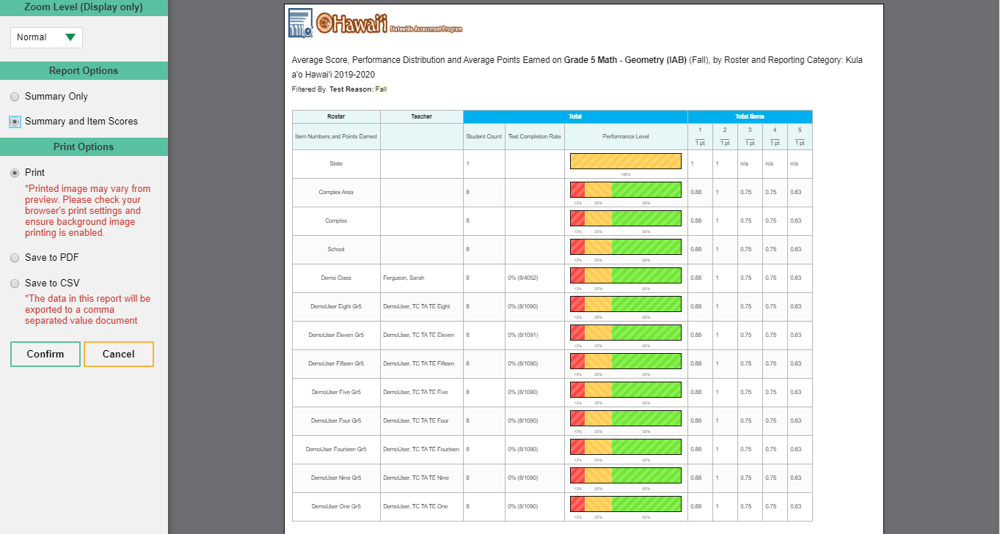 Zoom Level (Display only)
Normal
Report Options
Summary Only
Summary and Item Scores
Print Options
Print
*Printed image may vary from
preview. Please check your
browser's print settings and
ensure background image
printing is enabled.
Save to PDF
Save to CSV
*The data in this report will be
exported to a comma
separated value document
Confirm Cancel
Hawai'i Statewide Assessment Program
Average Score, Performance Distribution and Average Points Earned on Grade 5 Math - Geometry (IAB) (Fall), by Roster and Reporting Category: Kula
a'o Hawai'i 2019-2020
Filtered By Test Reason: Fall
Roster Teacher Total Total Items
Item Numbers and Points Earned Student Count Test Completion Rate Performance Level 1 2 3 4 5
1 pt 1 pt 1 pt 1 pt 1 pt
State 1 1 1 n/a n/a n/a
100%
Complex Area 8 0.88 1 0.75 0.75 0.63
13% 25% 63%
Complex 8 0.88 1 0.75 0.75 0.63
13% 25% 63%
School 8 0.88 1 0.75 0.75 0.63
13% 25% 63%
Demo Class Ferguson, Sarah 8 0% (8/4052) 0.88 1 0.75 0.75 0.63
13% 25% 63%
DemoUser Eight Gr5 DemoUser, TC TA TE Eight 8 0% (8/1090) 0.88 1 0.75 0.75 0.63
13% 25% 63%
DemoUser Eleven Gr5 DemoUser, TC TA TE Eleven 8 0% (8/1091) 0.88 1 0.75 0.75 0.63
13% 25% 63%
DemoUser Fifteen Gr5 DemoUser, TC TA TE Fifteen 8 0% (8/1090) 0.88 1 0.75 0.75 0.63
13% 25% 63%
DemoUser Five Gr5 DemoUser, TC TA TE Five 8 0% (8/1090) 0.88 1 0.75 0.75 0.63
13% 25% 63%
DemoUser Four Gr5 DemoUser, TC TA TE Four 8 0% (8/1090) 0.88 1 0.75 0.75 0.63
13% 25% 63%
DemoUser Fourteen Gr5 DemoUser, TC TA TE Fourteen 8 0% (8/1090) 0.88 1 0.75 0.75 0.63
13% 25% 63%
DemoUser Nine Gr5 DemoUser, TC TA TE Nine 8 0% (8/1090) 0.88 1 0.75 0.75 0.63
13% 25% 63%
DemoUser One Gr5 DemoUser, TC TA TE One 8 0% (8/1090) 0.88 1 0.75 0.75 0.63
13% 25% 63%